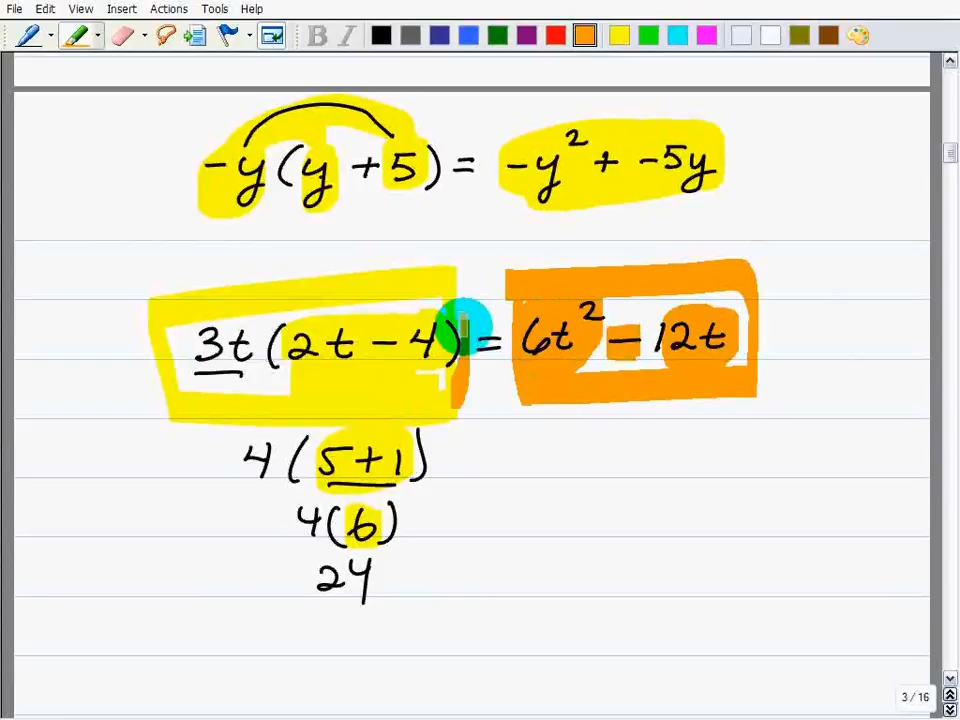 File Edit View Insert Actions Tools Help
B I
-y(y+5) = -y² + -5y
3t(2t-4) = 6t² - 12t
4(5+1)
4(6)
24
3 / 16